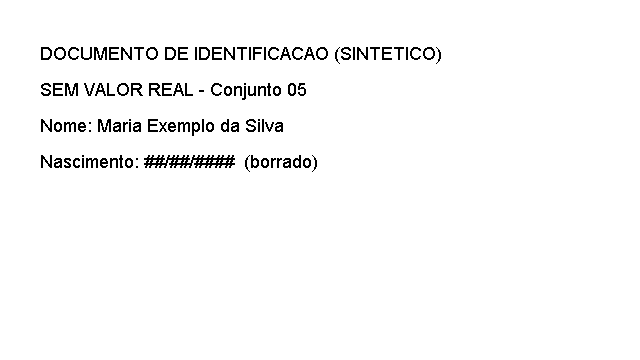 DOCUMENTO DE IDENTIFICACAO (SINTETICO)
SEM VALOR REAL - Conjunto 05
Nome: Maria Exemplo da Silva
Nascimento: ##/##/#### (borrado)